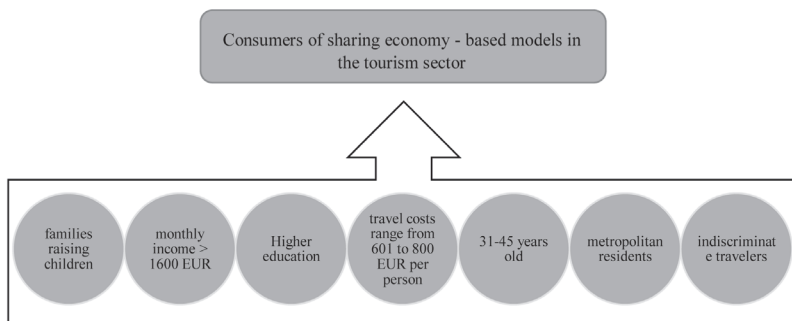 Consumers of sharing economy - based models in
the tourism sector
families
raising
children
monthly
income >
1600 EUR
Higher
education
travel costs
range from
601 to 800
EUR per
person
31-45 years
old
metropolitan
residents
indiscriminat
e travelers